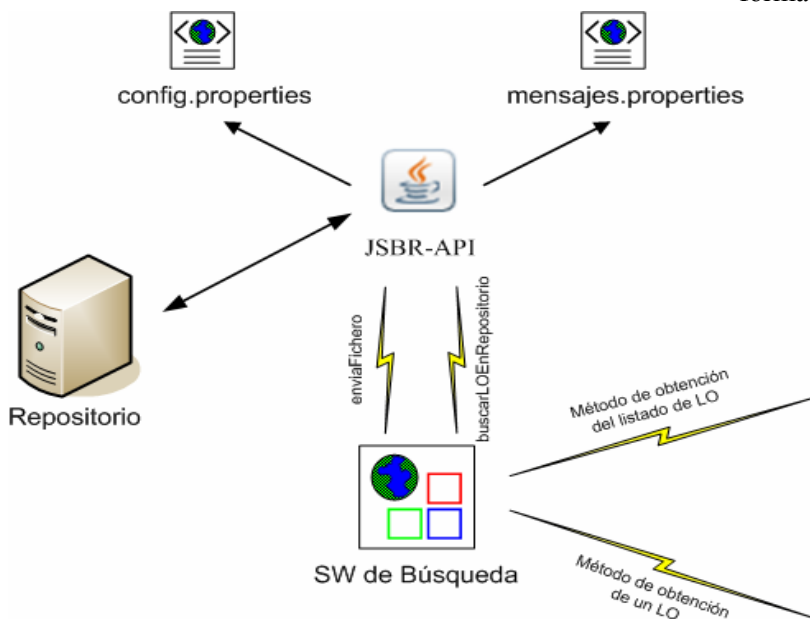 config.properties
mensajes.properties
JSBR-API
Repositorio
enviaFichero
buscarLOEnRepositorio
Método de obtención
del listado de LO
SW de Búsqueda
Método de obtención
de un LO